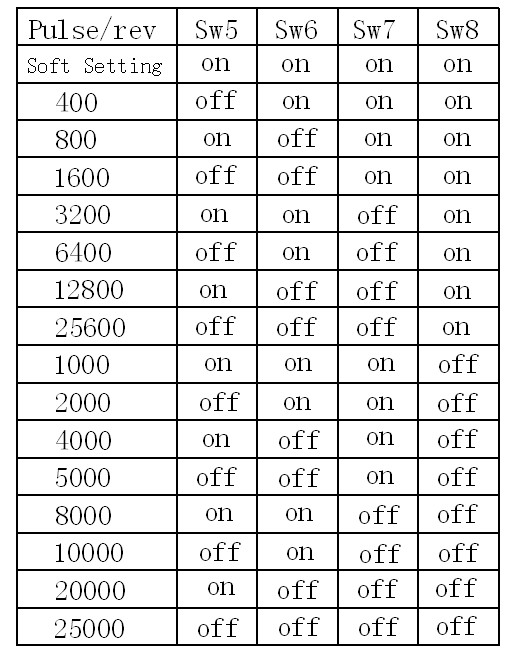 Pulse/rev Sw5 Sw6 Sw7 Sw8
Soft Setting on on on on
400 off on on on
800 on off on on
1600 off off on on
3200 on on off on
6400 off on off on
12800 on off off on
25600 off off off on
1000 on on on off
2000 off on on off
4000 on off on off
5000 off off on off
8000 on on off off
10000 off on off off
20000 on off off off
25000 off off off off